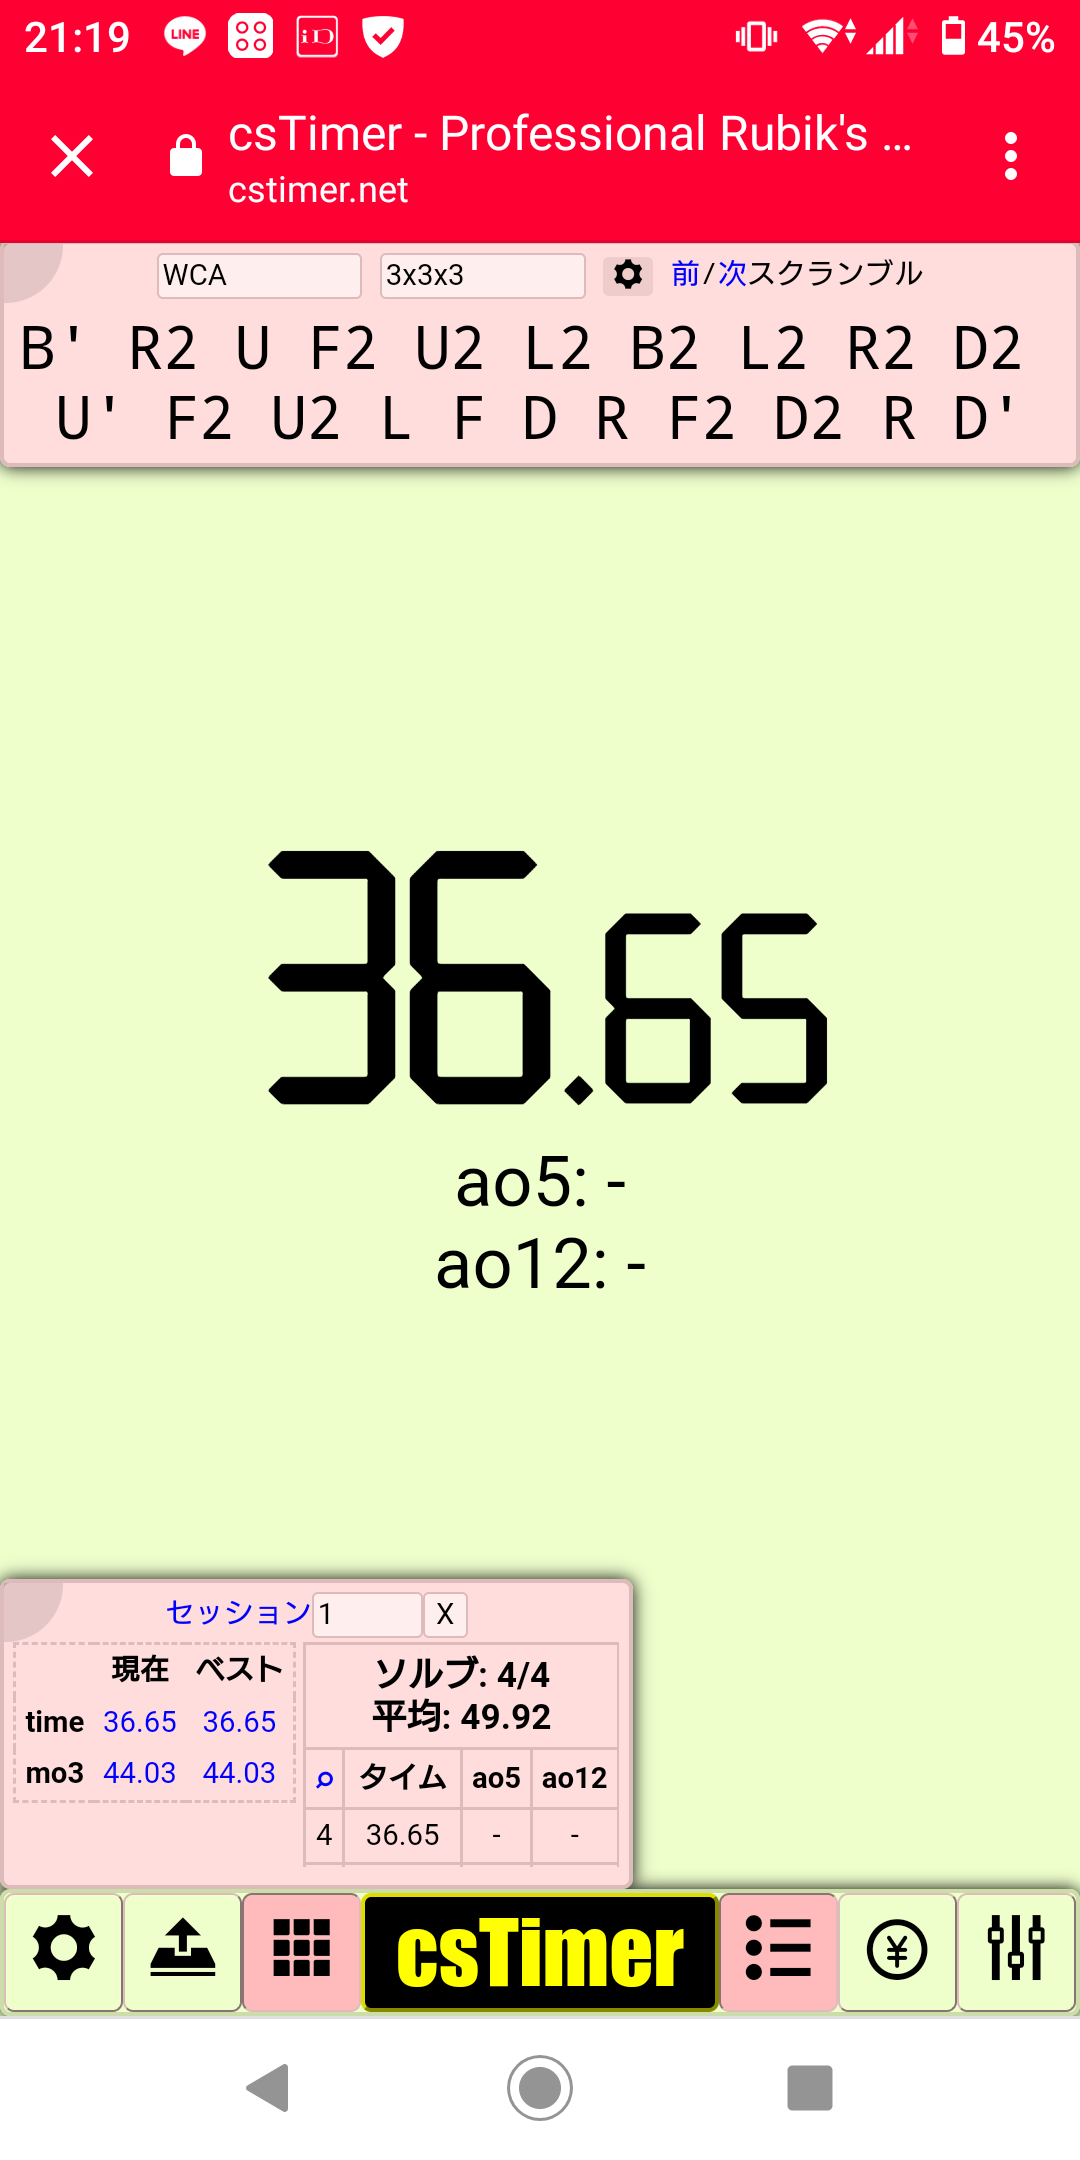 21:19 LINE iD 45%
csTimer - Professional Rubik's ...
cstimer.net
WCA 3x3x3 前/次スクランブル
B' R2 U F2 U2 L2 B2 L2 R2 D2
U' F2 U2 L F D R F2 D2 R D'
36.65
ao5: -
ao12: -
セッション 1 X
現在 ベスト
time 36.65 36.65
mo3 44.03 44.03
ソルブ: 4/4
平均: 49.92
タイム ao5 ao12
4 36.65 - -
csTimer ¥